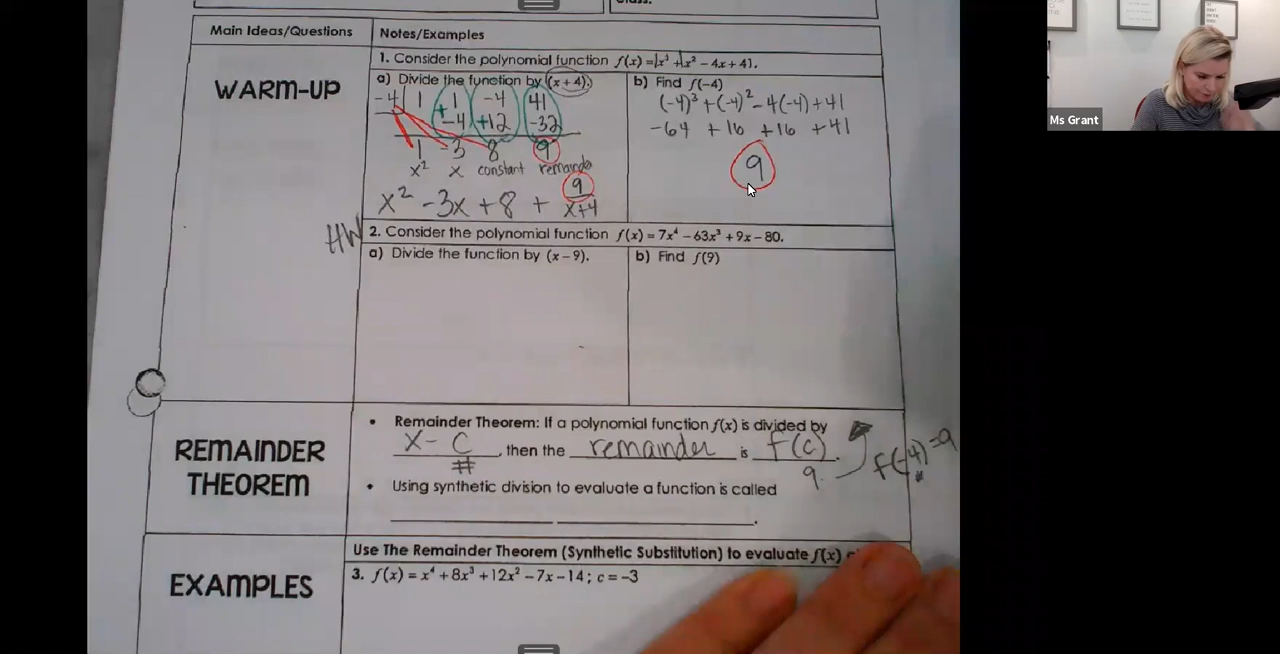 Class:
Main Ideas/Questions
Notes/Examples
WARM-UP
1. Consider the polynomial function f(x) = 1x³ + 1x² − 4x + 41.
a) Divide the function by (x + 4).
-4 1 1 -4 41
+ -4 +12 -32
1 -3 8 9
x² x constant remainder
x² - 3x + 8 + 9/x+4
b) Find f(−4)
(-4)³ + (-4)² - 4(-4) + 41
-64 + 16 + 16 + 41
9
HW
2. Consider the polynomial function f(x) = 7x⁴ − 63x³ + 9x − 80.
a) Divide the function by (x − 9).
b) Find f(9)
REMAINDER
THEOREM
• Remainder Theorem: If a polynomial function f(x) is divided by
x - c, then the remainder is f(c).
# 9 f(-4)=9
• Using synthetic division to evaluate a function is called
EXAMPLES
Use The Remainder Theorem (Synthetic Substitution) to evaluate f(x)
3. f(x) = x⁴ + 8x³ + 12x² − 7x − 14; c = −3
Ms Grant